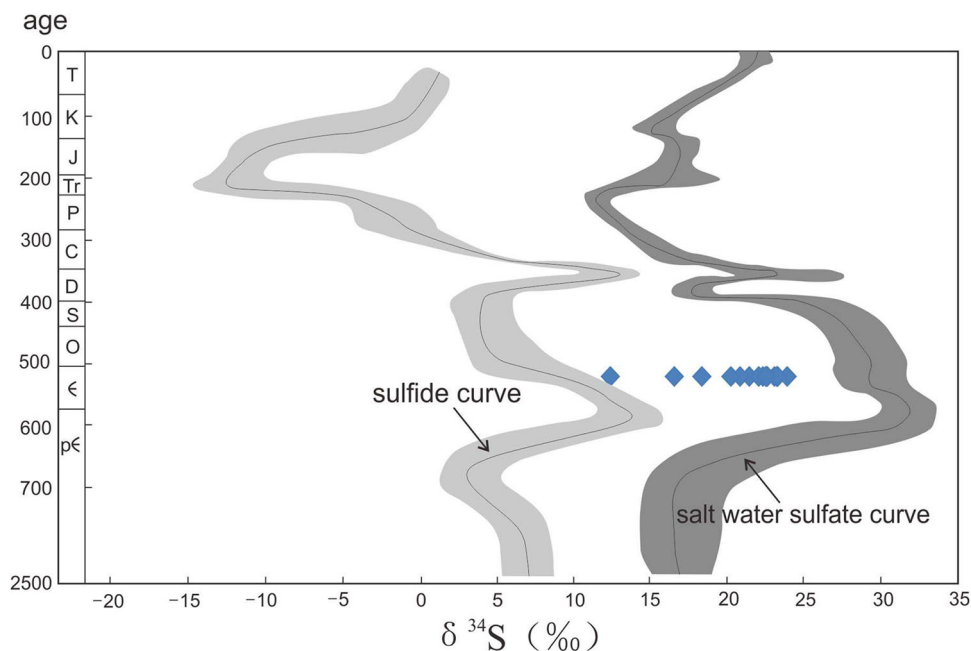 age
0
T
100
K
J
200
Tr
P
300
C
D
400
S
O
500
ϵ
sulfide curve
600
pϵ
700
salt water sulfate curve
2500
−20 −15 −10 −5 0 5 10 15 20 25 30 35
δ ³⁴S (‰)